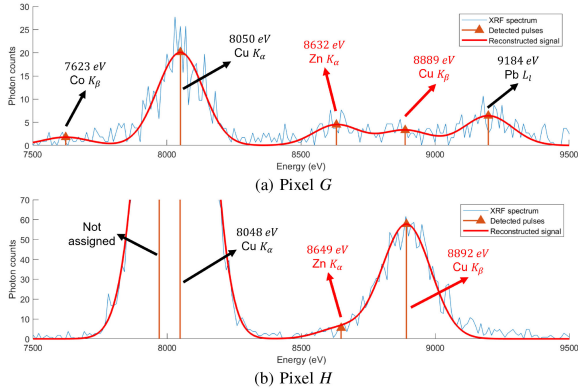 30
25
20
15
10
5
0
Photon counts
7623 eV
Co Kβ
8050 eV
Cu Kα
8632 eV
Zn Kα
8889 eV
Cu Kβ
9184 eV
Pb Ll
XRF spectrum
Detected pulses
Reconstructed signal
7500 8000 8500 9000 9500
Energy (eV)
(a) Pixel G
70
60
50
40
30
20
10
0
Photon counts
Not
assigned
8048 eV
Cu Kα
8649 eV
Zn Kα
8892 eV
Cu Kβ
XRF spectrum
Detected pulses
Reconstructed signal
7500 8000 8500 9000 9500
Energy (eV)
(b) Pixel H